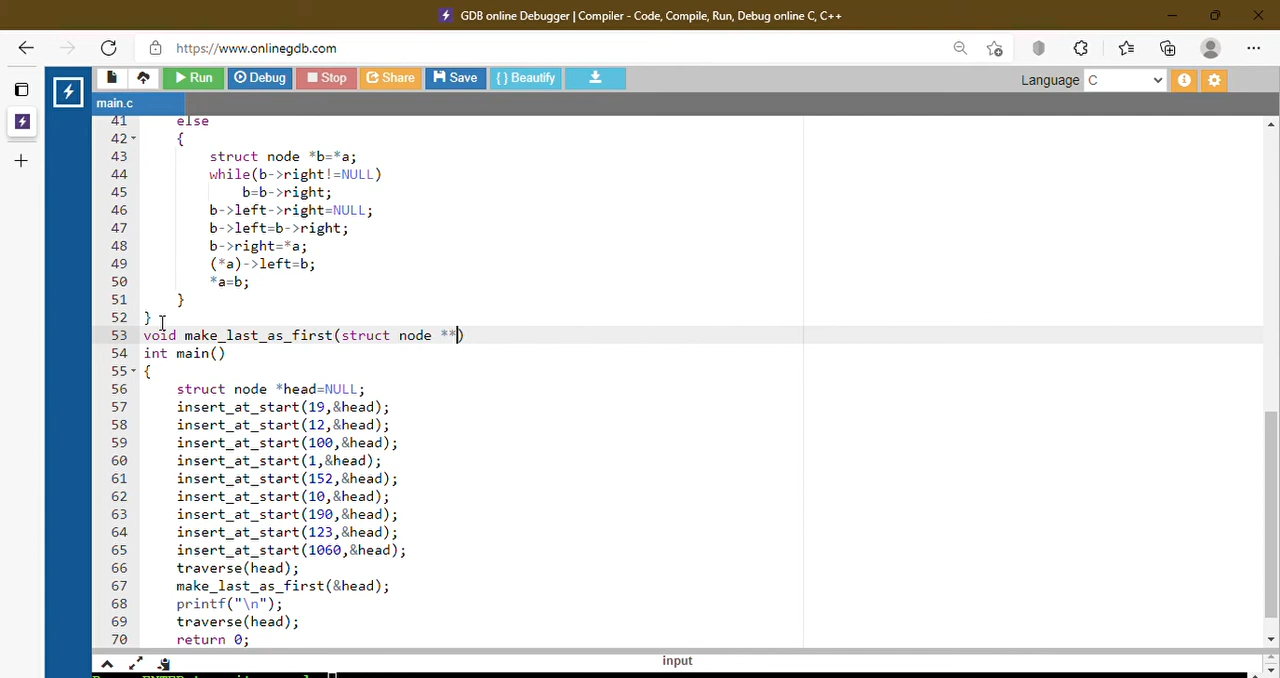 GDB online Debugger | Compiler - Code, Compile, Run, Debug online C, C++
https://www.onlinegdb.com
Run Debug Stop Share Save { } Beautify Language C
main.c
41 else
42 {
43 struct node *b=*a;
44 while(b->right!=NULL)
45 b=b->right;
46 b->left->right=NULL;
47 b->left=b->right;
48 b->right=*a;
49 (*a)->left=b;
50 *a=b;
51 }
52 }
53 void make_last_as_first(struct node **)
54 int main()
55 {
56 struct node *head=NULL;
57 insert_at_start(19,&head);
58 insert_at_start(12,&head);
59 insert_at_start(100,&head);
60 insert_at_start(1,&head);
61 insert_at_start(152,&head);
62 insert_at_start(10,&head);
63 insert_at_start(190,&head);
64 insert_at_start(123,&head);
65 insert_at_start(1060,&head);
66 traverse(head);
67 make_last_as_first(&head);
68 printf("\n");
69 traverse(head);
70 return 0;
input